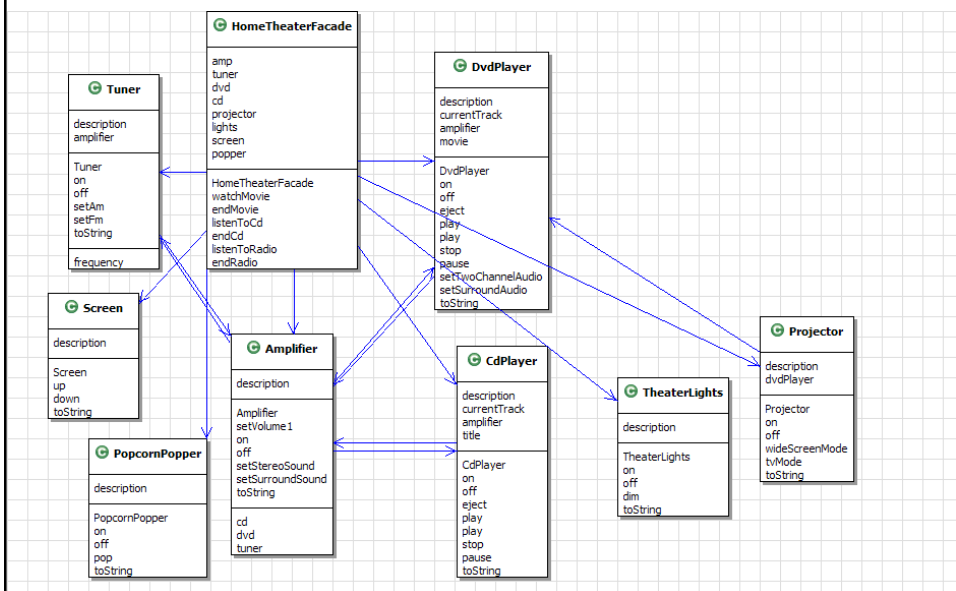 HomeTheaterFacade
amp
tuner
dvd
cd
projector
lights
screen
popper
HomeTheaterFacade
watchMovie
endMovie
listenToCd
endCd
listenToRadio
endRadio
DvdPlayer
description
currentTrack
amplifier
movie
DvdPlayer
on
off
eject
play
play
stop
pause
setTwoChannelAudio
setSurroundAudio
toString
Tuner
description
amplifier
Tuner
on
off
setAm
setFm
toString
frequency
Screen
description
Screen
up
down
toString
Amplifier
description
Amplifier
setVolume1
on
off
setStereoSound
setSurroundSound
toString
cd
dvd
tuner
CdPlayer
description
currentTrack
amplifier
title
CdPlayer
on
off
eject
play
play
stop
pause
toString
Projector
description
dvdPlayer
Projector
on
off
wideScreenMode
tvMode
toString
TheaterLights
description
TheaterLights
on
off
dim
toString
PopcornPopper
description
PopcornPopper
on
off
pop
toString